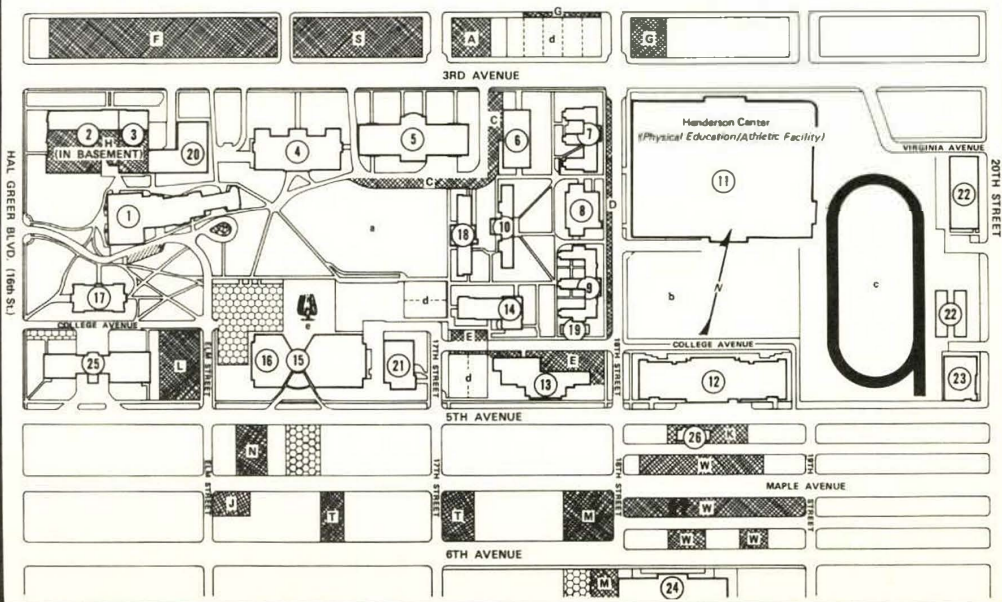 G
F
S
A
d
G
3RD AVENUE
2
3
H
(IN BASEMENT)
20
4
5
C
6
7
Henderson Center
(Physical Education/Athletic Facility)
VIRGINIA AVENUE
20TH STREET
HAL GREER BLVD. (16th St.)
1
C
11
22
D
8
a
18
10
N
c
b
9
17
d
14
e
22
COLLEGE AVENUE
E
19
COLLEGE AVENUE
25
L
ELM STREET
16
15
21
17TH STREET
d
13
E
18TH STREET
12
23
5TH AVENUE
N
26
K
W
ELM STREET
17TH STREET
18TH STREET
19TH STREET
MAPLE AVENUE
J
T
T
M
W
W
W
6TH AVENUE
M
24